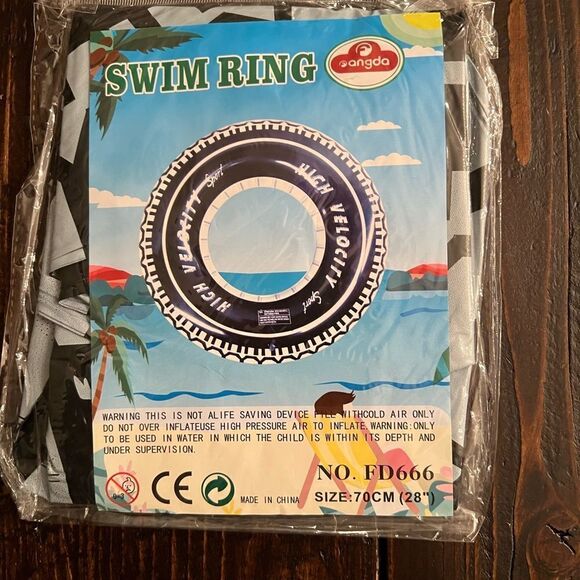 SWIM RING
angda
HIGH VELOCITY Sport
HIGH VELOCITY Sport
WARNING THIS IS NOT ALIFE SAVING DEVICE FILL WITHCOLD AIR ONLY
DO NOT OVER INFLATEUSE HIGH PRESSURE AIR TO INFLATE. WARNING:ONLY
TO BE USED IN WATER IN WHICH THE CHILD IS WITHIN ITS DEPTH AND
UNDER SUPERVISION.
NO. FD666
0-3
CE
MADE IN CHINA
SIZE:70CM (28")